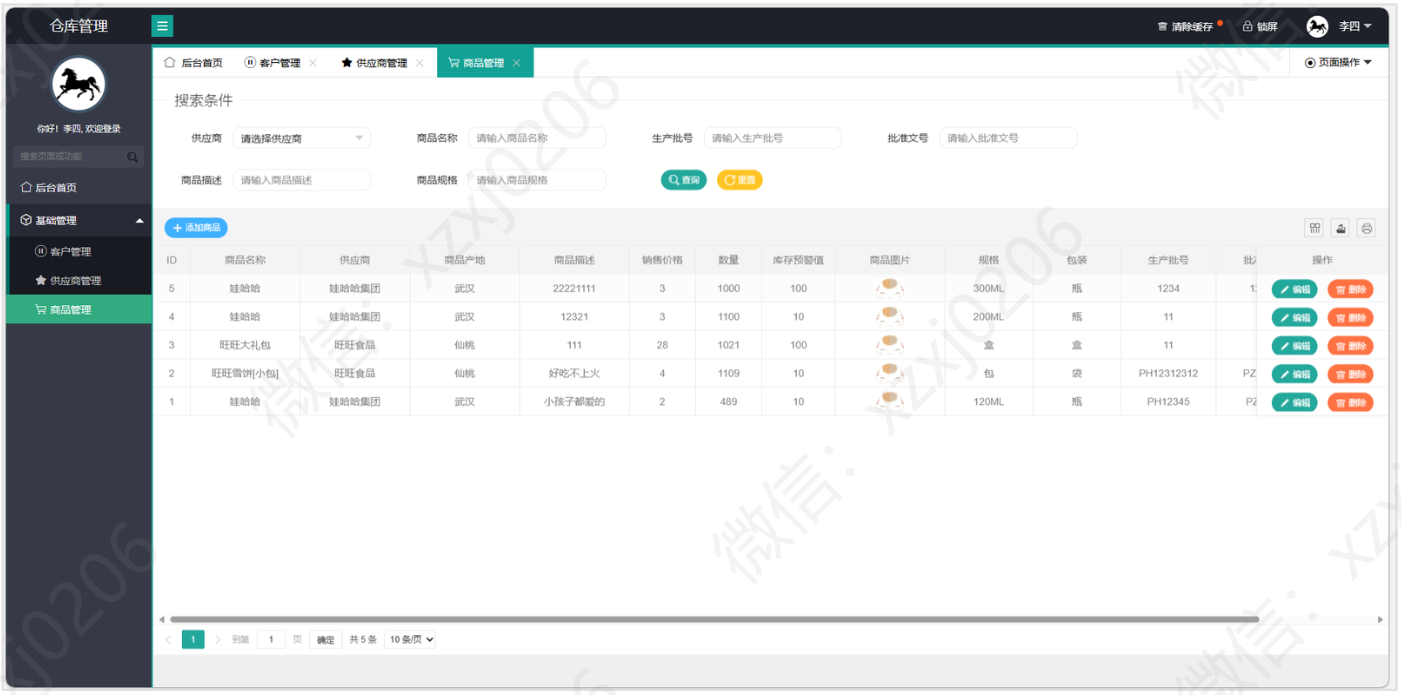 仓库管理
清除缓存 锁屏 李四
后台首页 客户管理 供应商管理 商品管理 页面操作
你好！李四, 欢迎登录
搜索页面或功能
后台首页
基础管理
客户管理
供应商管理
商品管理
搜索条件
供应商 请选择供应商 商品名称 请输入商品名称 生产批号 请输入生产批号 批准文号 请输入批准文号
商品描述 请输入商品描述 商品规格 请输入商品规格 查询 重置
添加商品
ID 商品名称 供应商 商品产地 商品描述 销售价格 数量 库存预警值 商品图片 规格 包装 生产批号 操作
5 娃哈哈 娃哈哈集团 武汉 22221111 3 1000 100 300ML 瓶 1234 编辑 删除
4 娃哈哈 娃哈哈集团 武汉 12321 3 1100 10 200ML 瓶 11 编辑 删除
3 旺旺大礼包 旺旺食品 仙桃 111 28 1021 100 盒 盒 11 编辑 删除
2 旺旺雪饼[小包] 旺旺食品 仙桃 好吃不上火 4 1109 10 包 袋 PH12312312 PZ 编辑 删除
1 娃哈哈 娃哈哈集团 武汉 小孩子都爱的 2 489 10 120ML 瓶 PH12345 PZ 编辑 删除
1 到第 1 页 确定 共 5 条 10 条/页
微信：xzxj0206